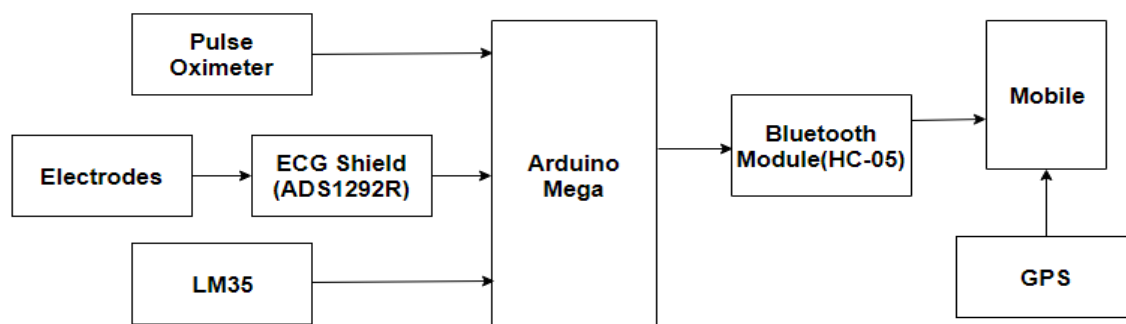 Pulse
Oximeter
Electrodes
ECG Shield
(ADS1292R)
LM35
Arduino
Mega
Bluetooth
Module(HC-05)
Mobile
GPS